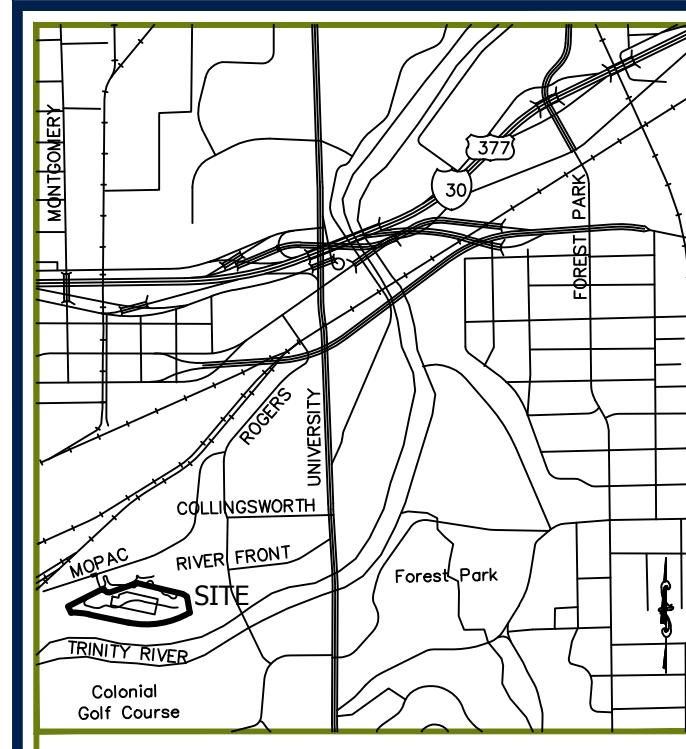 MONTGOMERY
377
30
FOREST PARK
ROGERS
UNIVERSITY
COLLINGSWORTH
MOPAC
RIVER FRONT
Forest Park
SITE
TRINITY RIVER
Colonial
Golf Course